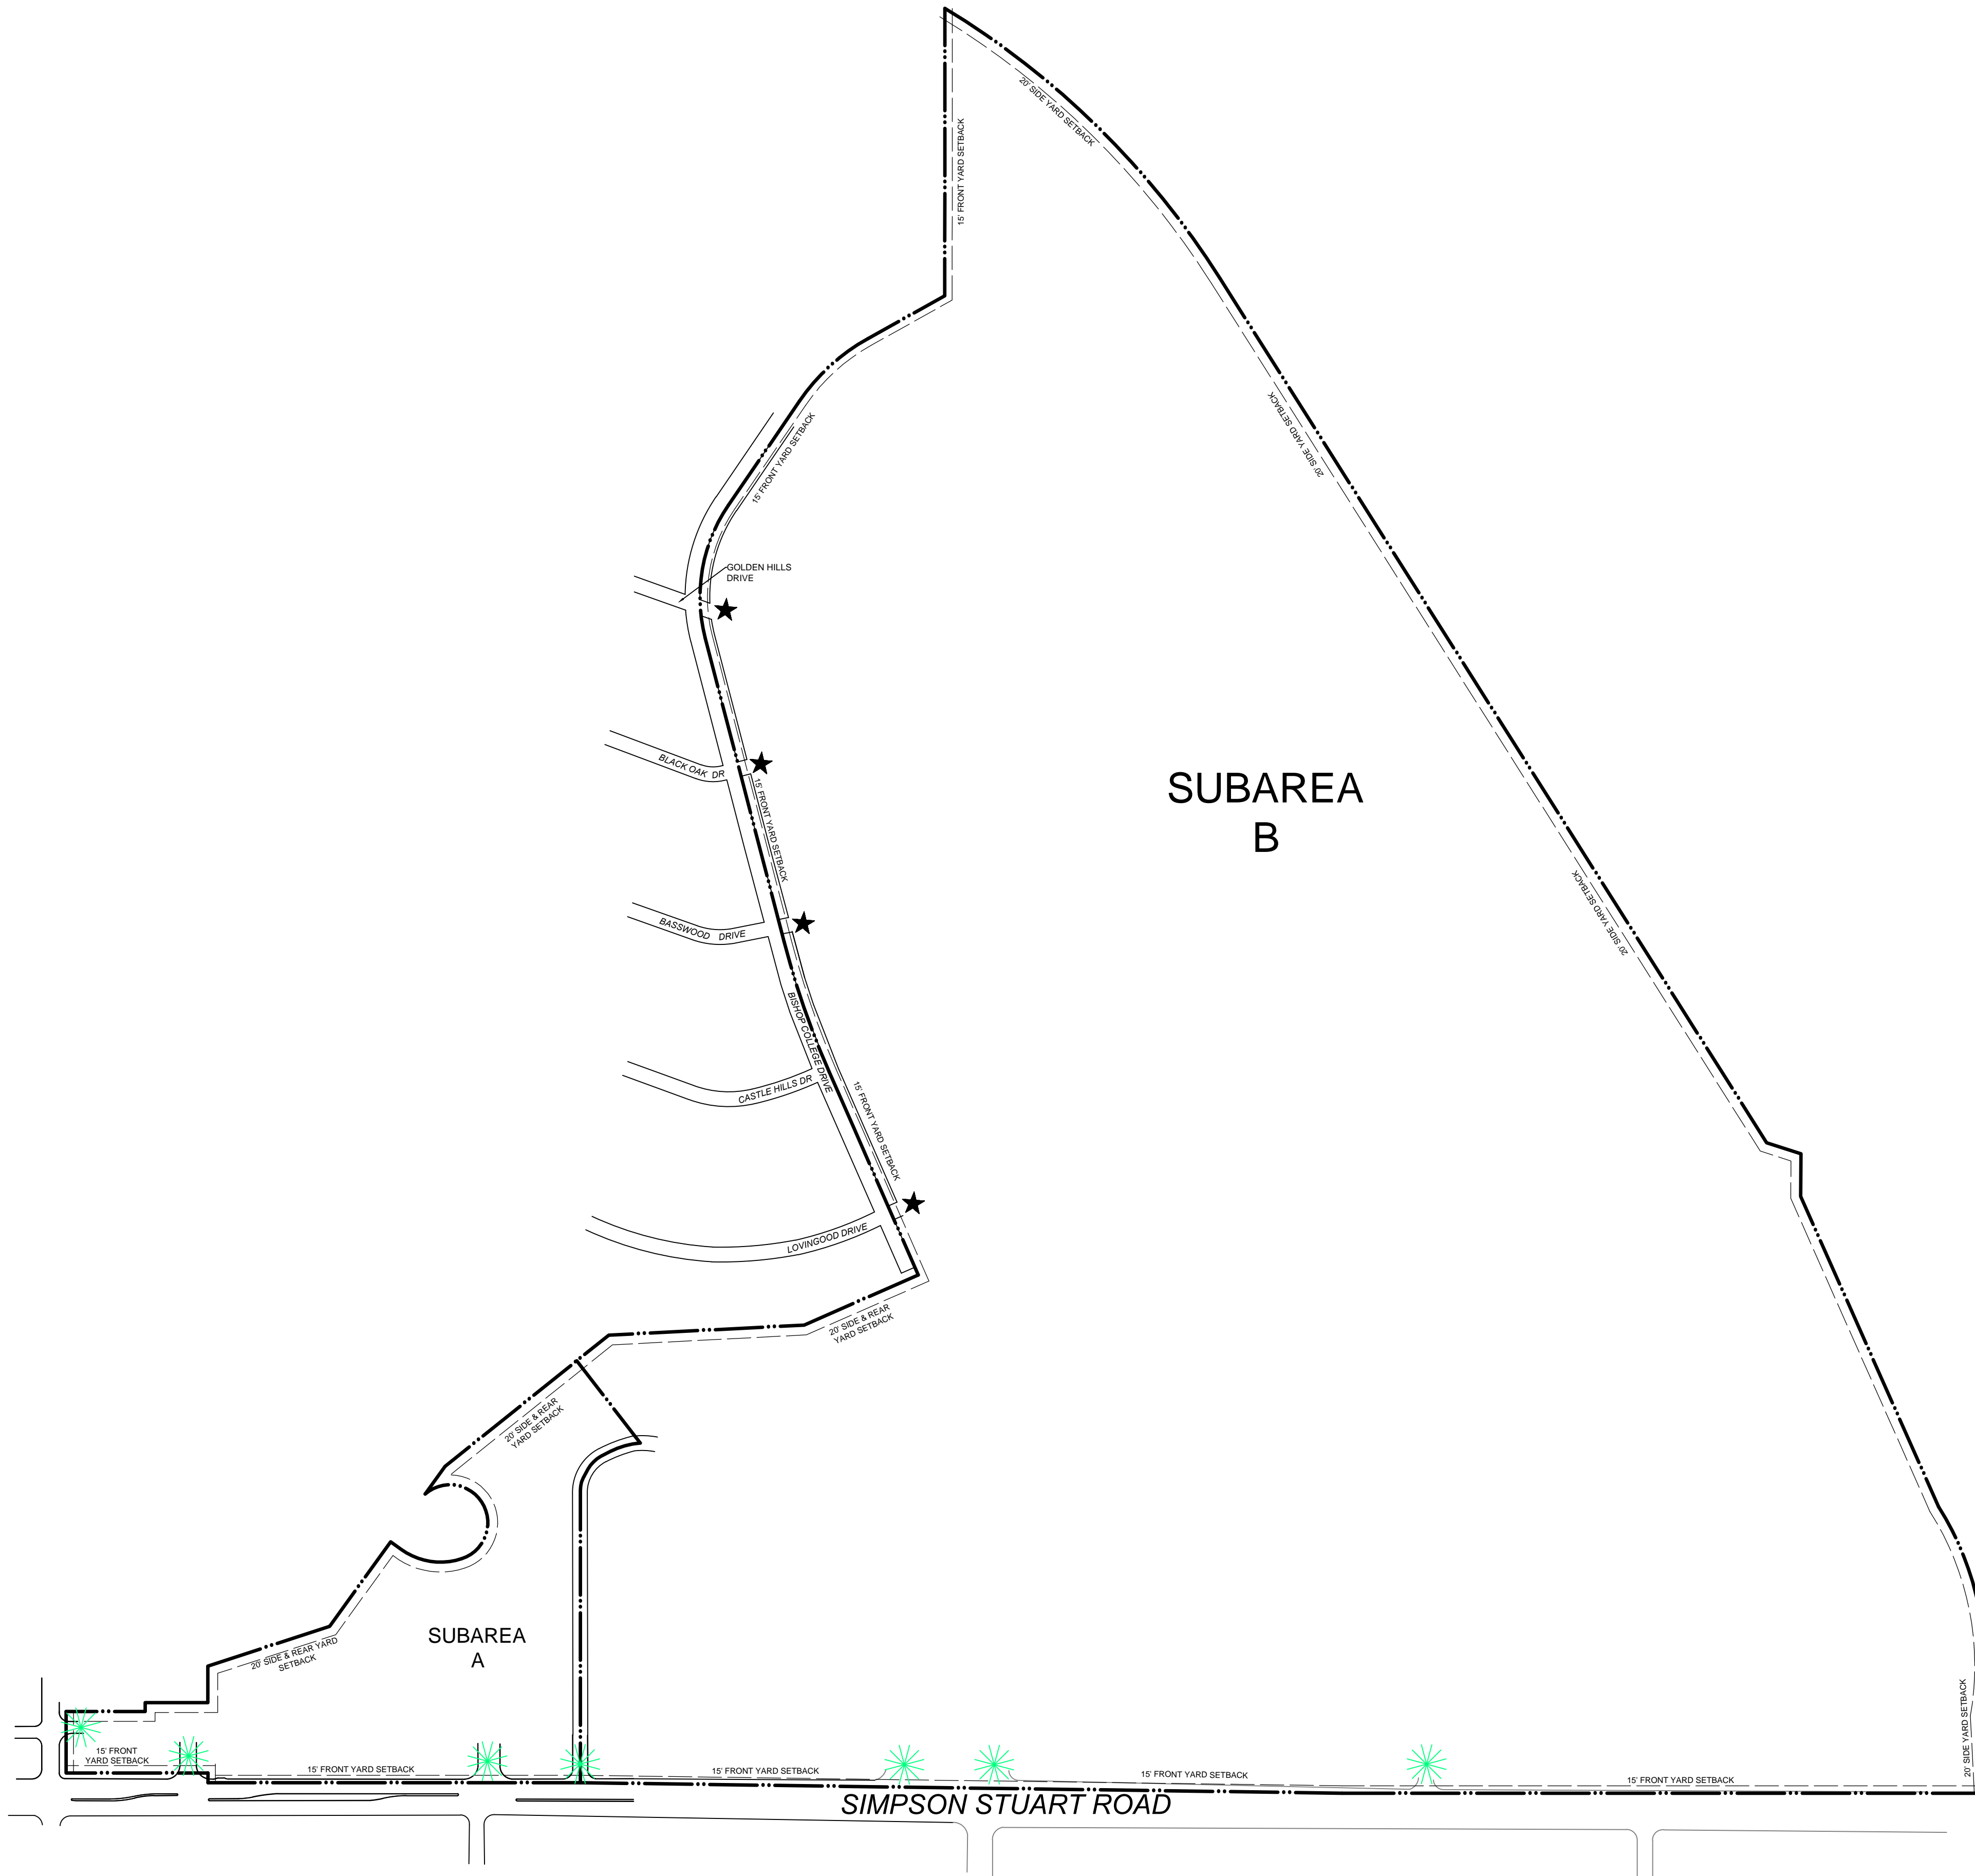 20' SIDE YARD SETBACK
15' FRONT YARD SETBACK
20' SIDE YARD SETBACK
15' FRONT YARD SETBACK
GOLDEN HILLS
DRIVE
BLACK OAK DR
15' FRONT YARD SETBACK
SUBAREA
B
20' SIDE YARD SETBACK
BASSWOOD DRIVE
BISHOP COLLEGE DRIVE
CASTLE HILLS DR
15' FRONT YARD SETBACK
LOVINGOOD DRIVE
20' SIDE & REAR
YARD SETBACK
20' SIDE & REAR
YARD SETBACK
SUBAREA
A
20' SIDE & REAR YARD
SETBACK
20' SIDE YARD SETBACK
15' FRONT
YARD SETBACK
15' FRONT YARD SETBACK
15' FRONT YARD SETBACK
15' FRONT YARD SETBACK
15' FRONT YARD SETBACK
SIMPSON STUART ROAD